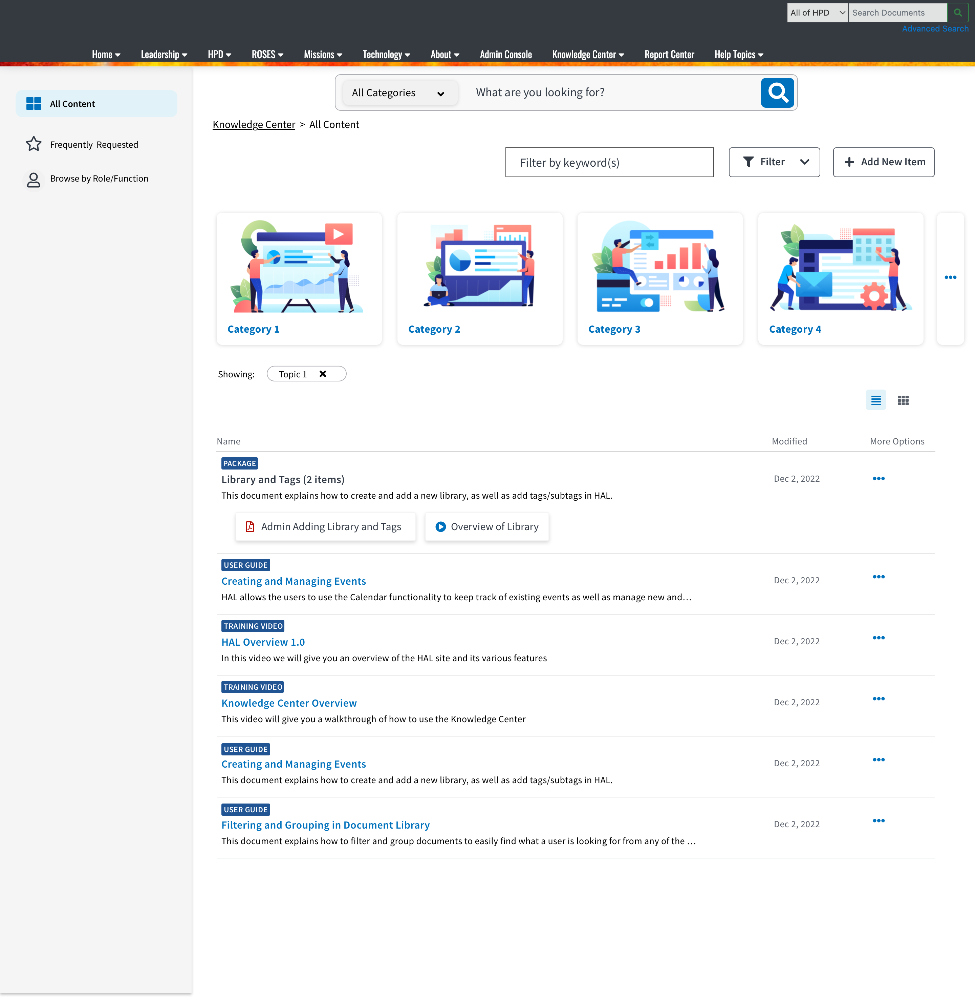 All of HPD Search Documents
Advanced Search
Home Leadership HPD ROSES Missions Technology About Admin Console Knowledge Center Report Center Help Topics
All Categories What are you looking for?
All Content
Frequently Requested
Browse by Role/Function
Knowledge Center > All Content
Filter by keyword(s) Filter Add New Item
Category 1 Category 2 Category 3 Category 4
Showing: Topic 1
Name Modified More Options
PACKAGE
Library and Tags (2 items) Dec 2, 2022
This document explains how to create and add a new library, as well as add tags/subtags in HAL.
Admin Adding Library and Tags Overview of Library
USER GUIDE
Creating and Managing Events Dec 2, 2022
HAL allows the users to use the Calendar functionality to keep track of existing events as well as manage new and...
TRAINING VIDEO
HAL Overview 1.0 Dec 2, 2022
In this video we will give you an overview of the HAL site and its various features
TRAINING VIDEO
Knowledge Center Overview Dec 2, 2022
This video will give you a walkthrough of how to use the Knowledge Center
USER GUIDE
Creating and Managing Events Dec 2, 2022
This document explains how to create and add a new library, as well as add tags/subtags in HAL.
USER GUIDE
Filtering and Grouping in Document Library Dec 2, 2022
This document explains how to filter and group documents to easily find what a user is looking for from any of the ...